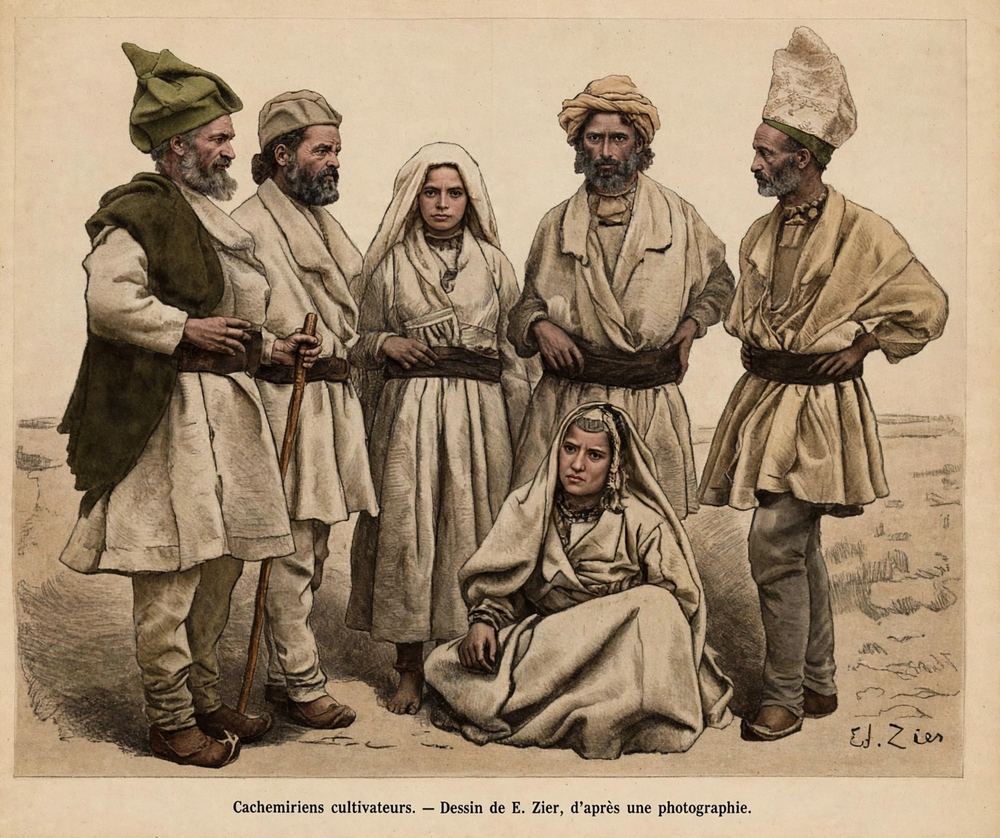 Ed. Zier
Cachemiriens cultivateurs. — Dessin de E. Zier, d'après une photographie.